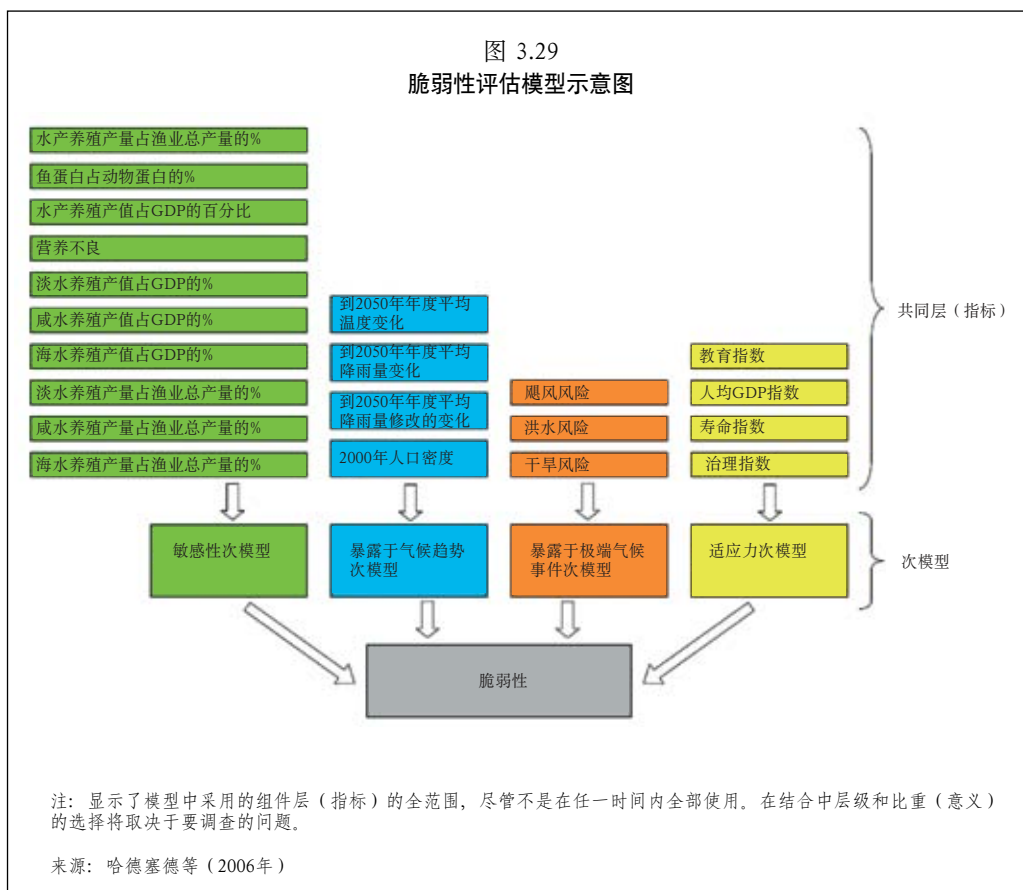 图 3.29
脆弱性评估模型示意图
水产养殖产量占渔业总产量的%
鱼蛋白占动物蛋白的%
水产养殖产值占GDP的百分比
营养不良
淡水养殖产值占GDP的%
咸水养殖产值占GDP的%
海水养殖产值占GDP的%
淡水养殖产量占渔业总产量的%
咸水养殖产量占渔业总产量的%
海水养殖产量占渔业总产量的%
到2050年年度平均
温度变化
到2050年年度平均
降雨量变化
到2050年年度平均
降雨量修改的变化
2000年人口密度
飓风风险
洪水风险
干旱风险
教育指数
人均GDP指数
寿命指数
治理指数
共同层（指标）
敏感性次模型
暴露于气候趋势
次模型
暴露于极端气候
事件次模型
适应力次模型
次模型
脆弱性
注：显示了模型中采用的组件层（指标）的全范围，尽管不是在任一时间内全部使用。在结合中层级和比重（意义）
的选择将取决于要调查的问题。
来源：哈德塞德等（2006年）